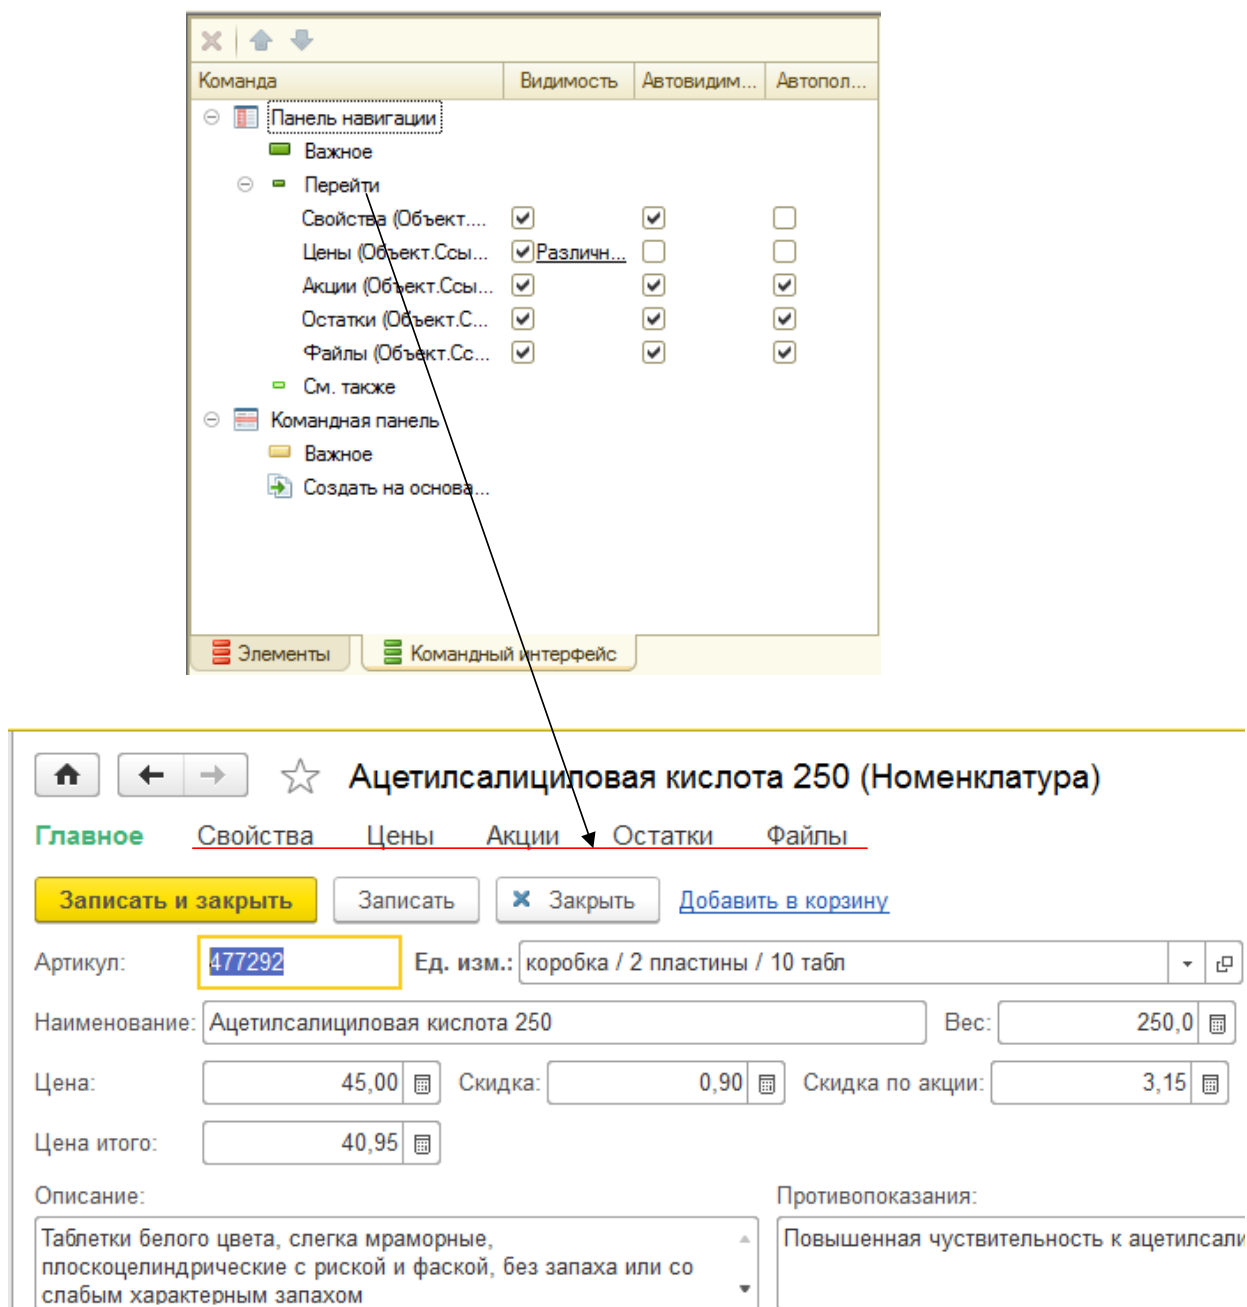 Команда Видимость Автовидим... Автопол...
Панель навигации
Важное
Перейти
Свойства (Объект....
Цены (Объект.Ссы... Различн...
Акции (Объект.Ссы...
Остатки (Объект.С...
Файлы (Объект.Сс...
См. также
Командная панель
Важное
Создать на основа...
Элементы Командный интерфейс
Ацетилсалициловая кислота 250 (Номенклатура)
Главное Свойства Цены Акции Остатки Файлы
Записать и закрыть Записать Закрыть Добавить в корзину
Артикул: 477292 Ед. изм.: коробка / 2 пластины / 10 табл
Наименование: Ацетилсалициловая кислота 250 Вес: 250,0
Цена: 45,00 Скидка: 0,90 Скидка по акции: 3,15
Цена итого: 40,95
Описание: Противопоказания:
Таблетки белого цвета, слегка мраморные, Повышенная чуствительность к ацетилсали
плоскоцелиндрические с риской и фаской, без запаха или со
слабым характерным запахом